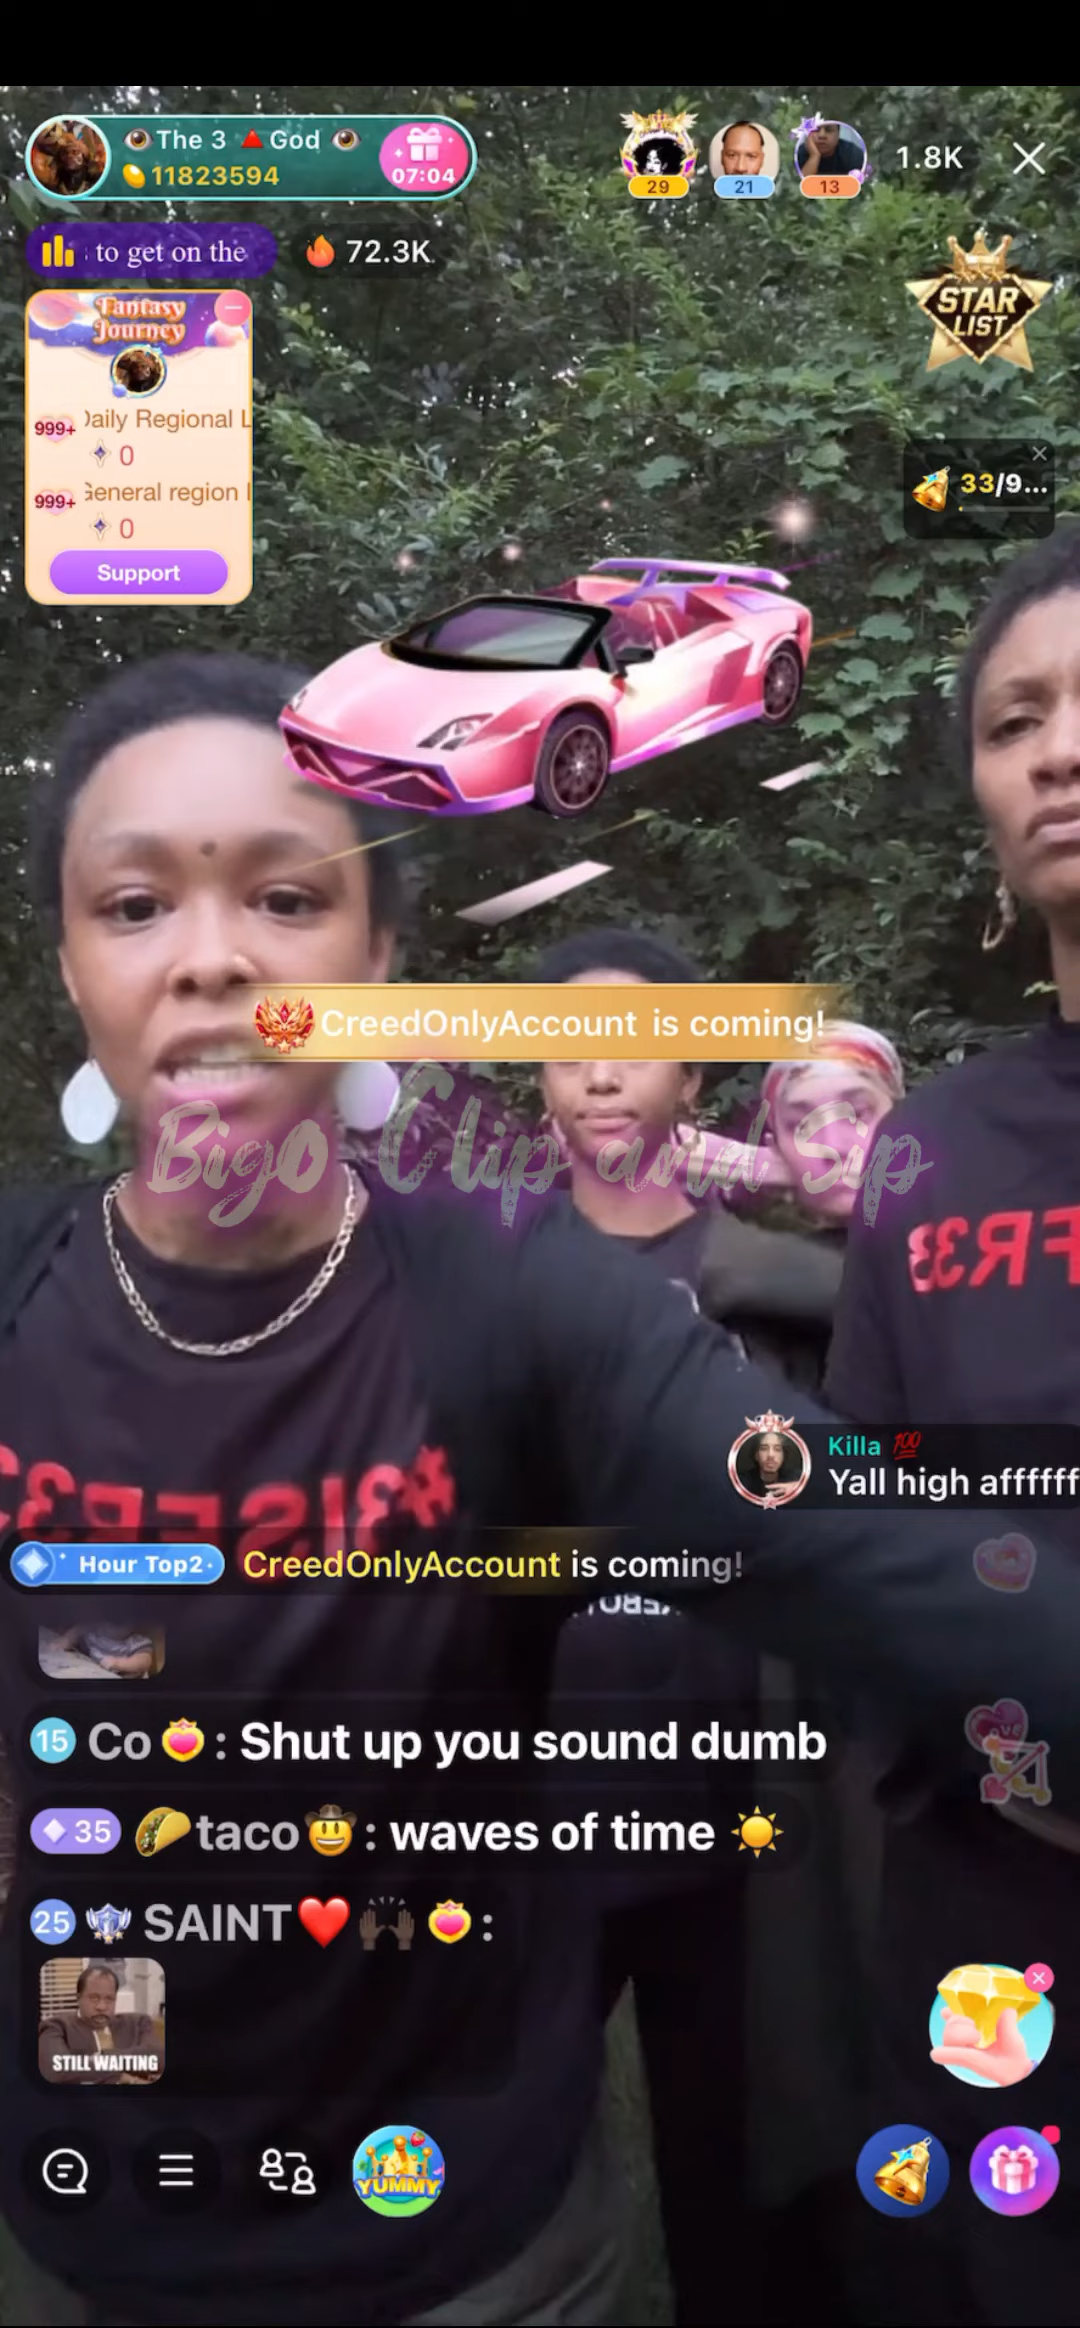 👁️The 3 🔺God 👁️
11823594
07:04
29
21
13
1.8K
to get on the
72.3K
Fantasy
Journey
999+
Daily Regional L
0
999+
General region
0
Support
STAR
LIST
33/9...
CreedOnlyAccount is coming!
Bigo Clip and Sip
FR33
#3ISFR33
Killa 💯
Yall high affffff
Hour Top2
CreedOnlyAccount is coming!
LOVE
15 Co : Shut up you sound dumb
35 🌮taco🤠: waves of time ☀️
25 SAINT❤️🙌🏿 :
STILL WAITING
YUMMY